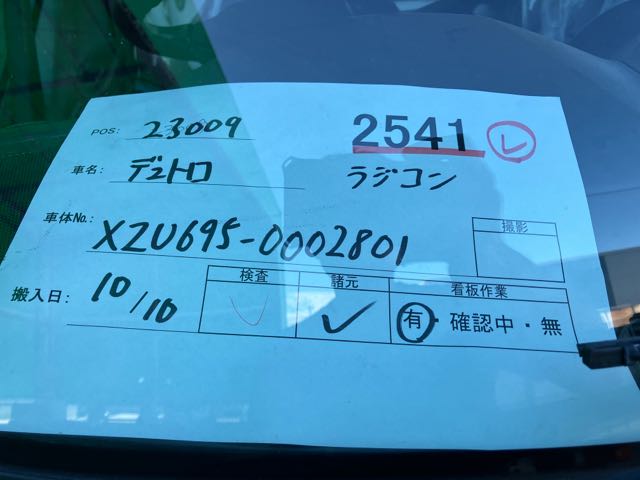 POS: 23009 2541 レ
車名: デュトロ ラジコン
車体No.: XZU695-0002801
撮影
搬入日: 10/10
検査 諸元 看板作業
✓ ✓ 有・確認中・無